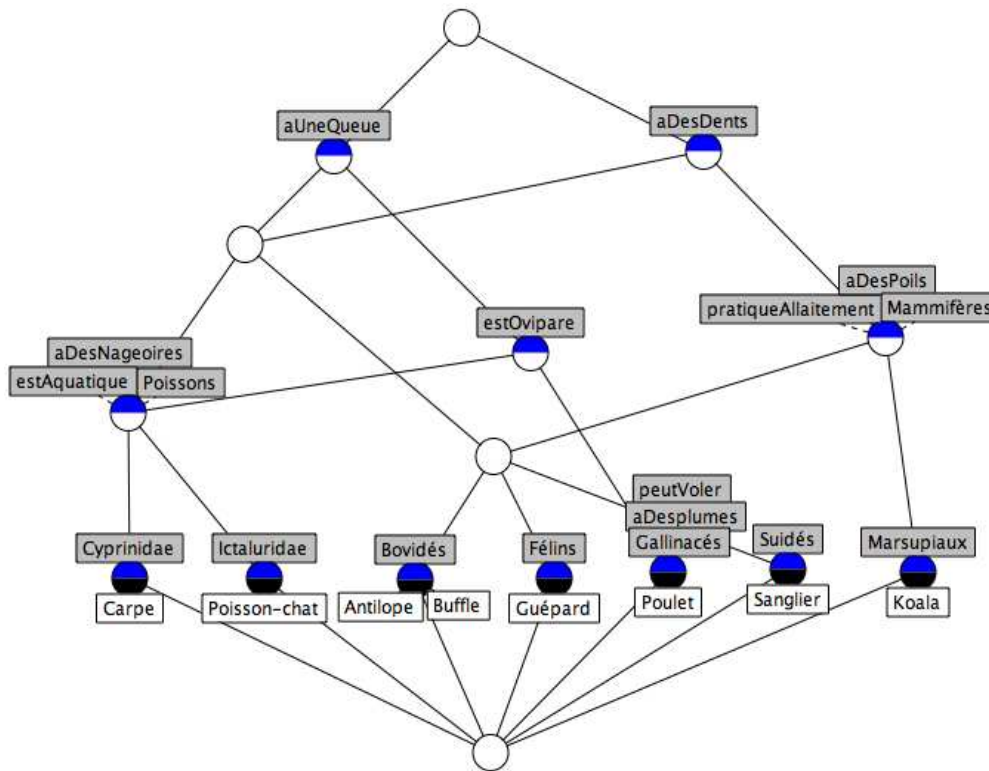 aUneQueue
aDesDents
aDesPoils
pratiqueAllaitement
Mammifères
estOvipare
aDesNageoires
estAquatique
Poissons
peutVoler
aDesplumes
Cyprinidae
Ictaluridae
Bovidés
Félins
Gallinacés
Suidés
Marsupiaux
Carpe
Poisson-chat
Antilope
Buffle
Guépard
Poulet
Sanglier
Koala